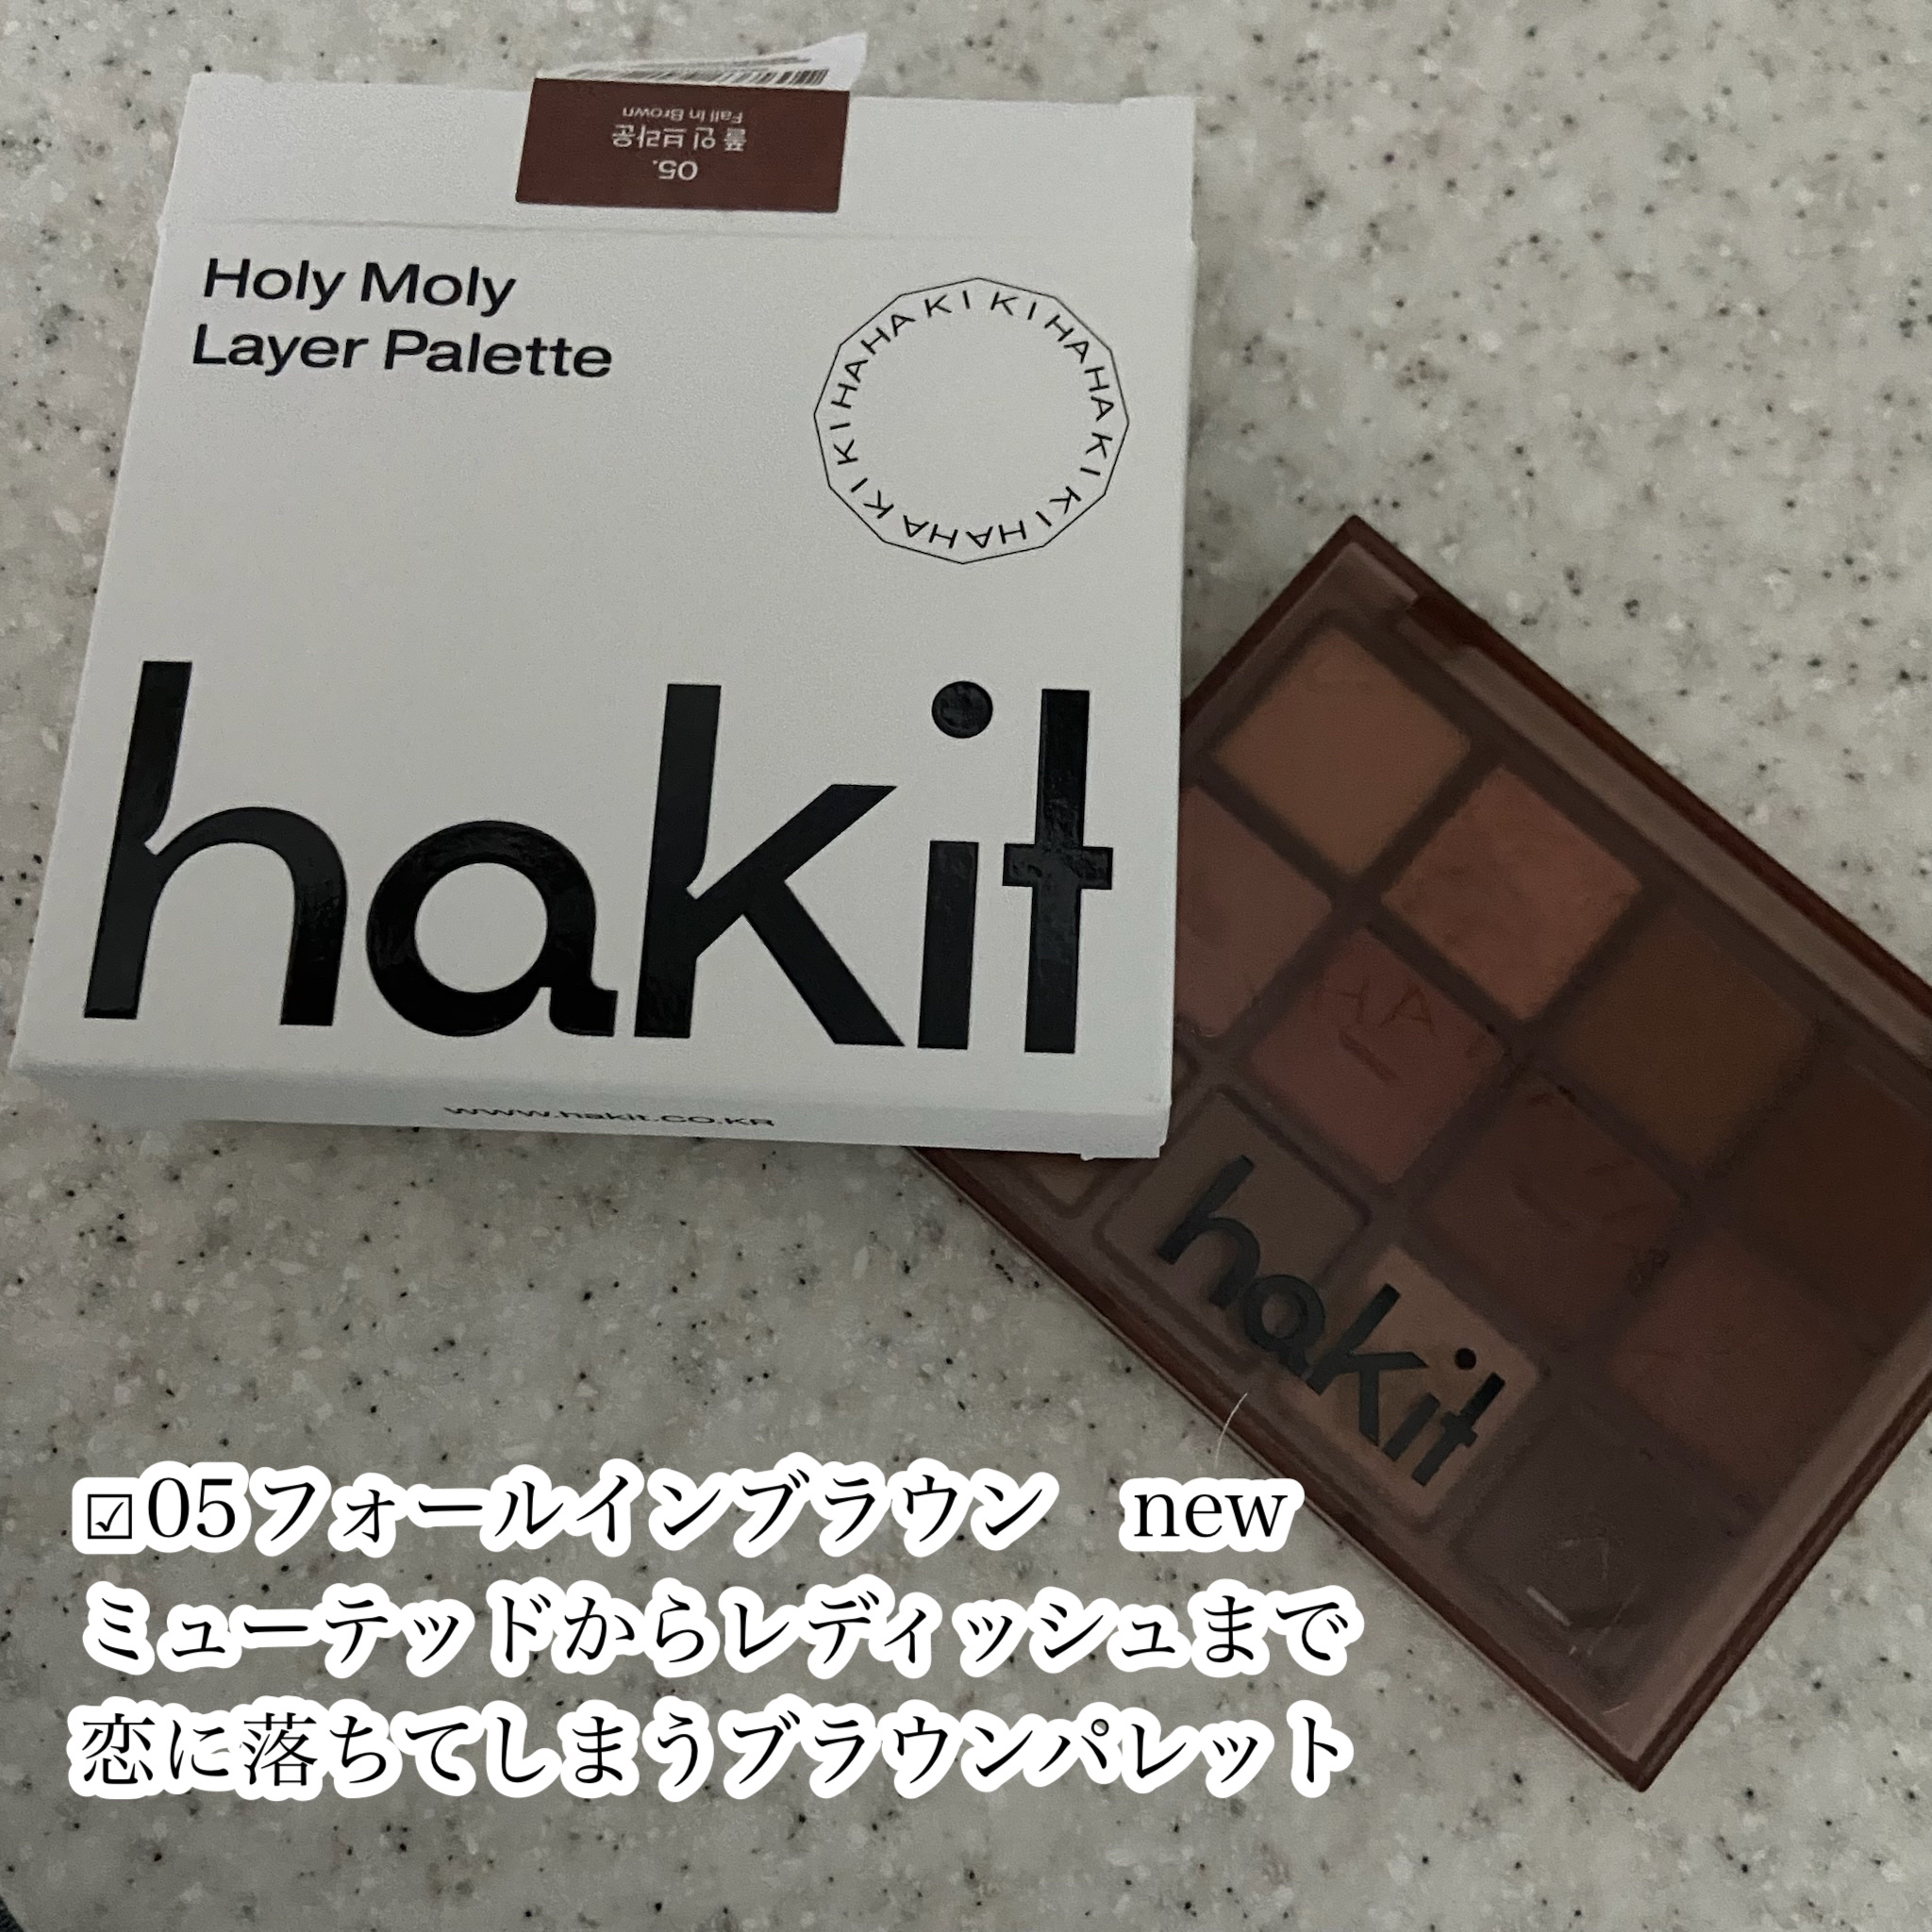 05.
폴 인 브라운
Fall In Brown
Holy Moly
Layer Palette
KIHAHAKIKIHAHAKIKIHAHAKIKIHAHAKI
hakit
www.hakit.CO.KR
HA
hakit
☑05フォールインブラウン　new
ミューテッドからレディッシュまで
恋に落ちてしまうブラウンパレット